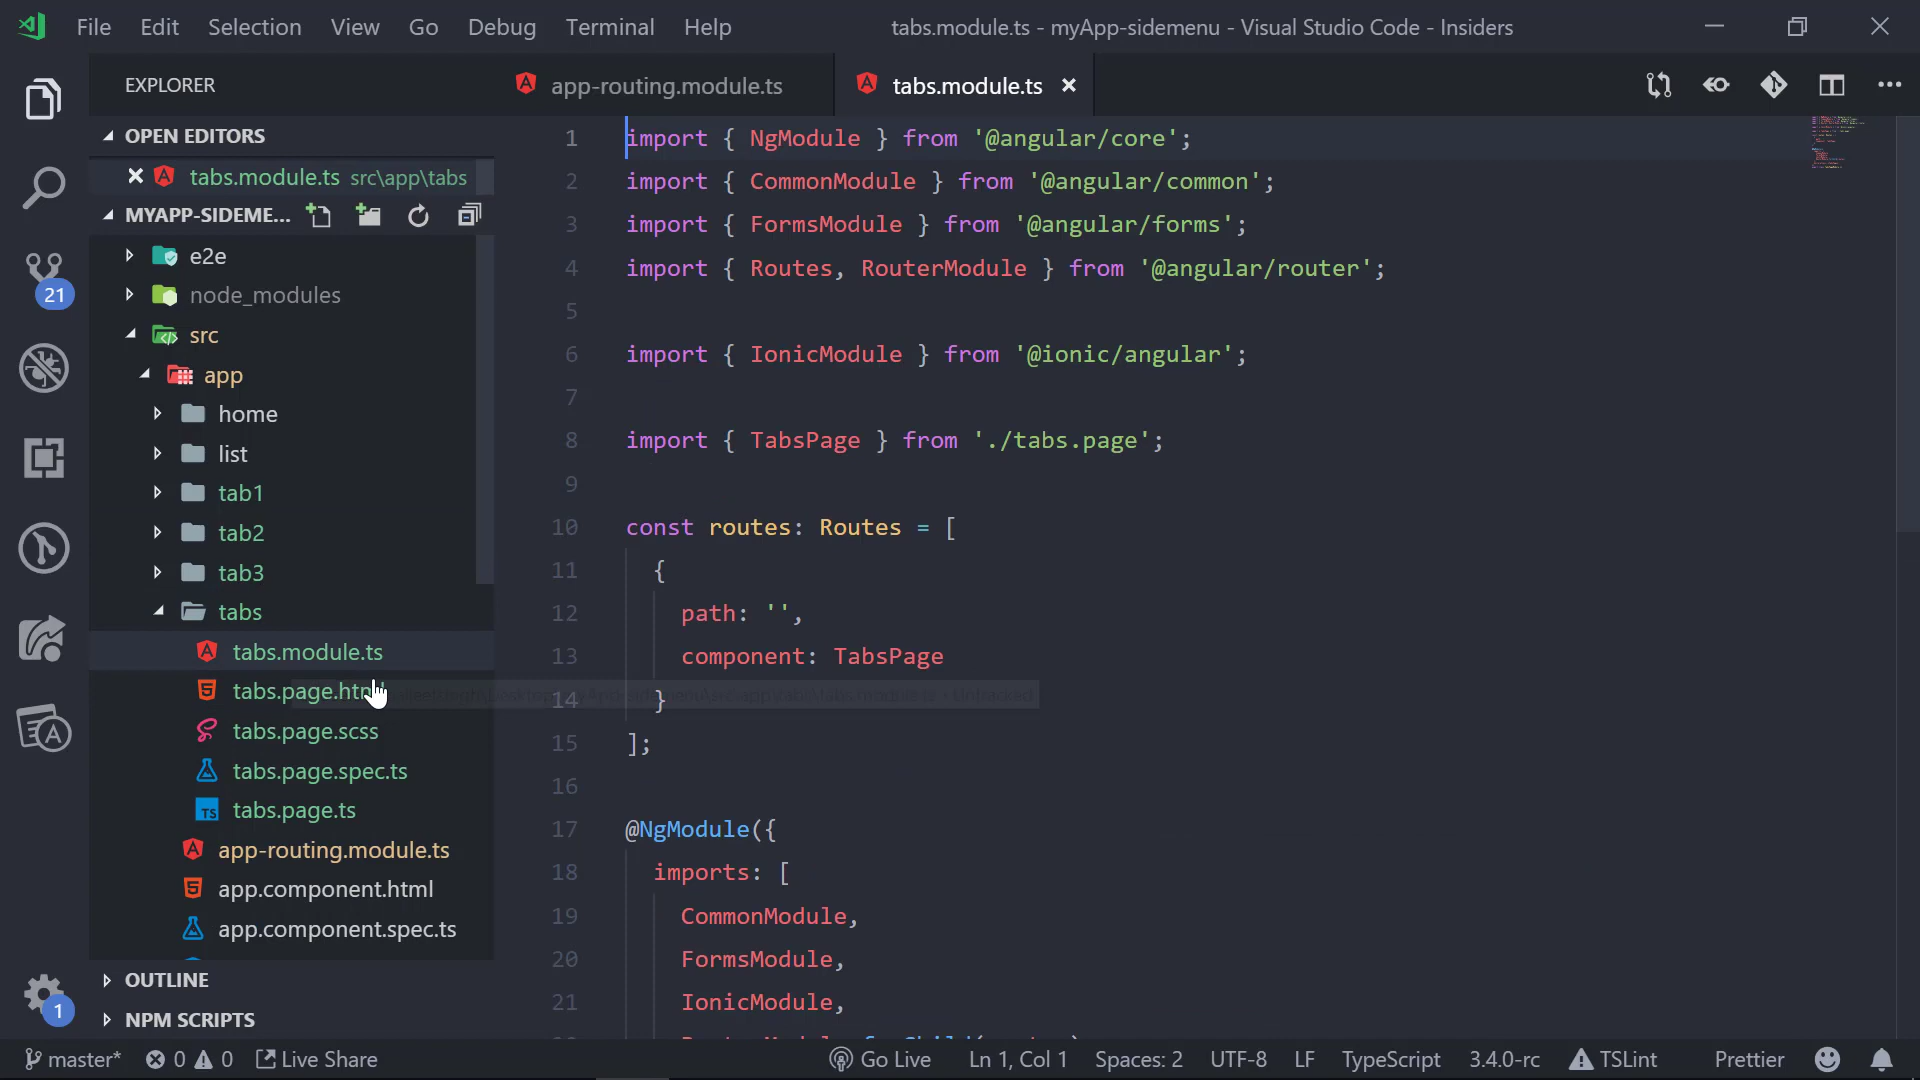 File Edit Selection View Go Debug Terminal Help
tabs.module.ts - myApp-sidemenu - Visual Studio Code - Insiders
EXPLORER
app-routing.module.ts
tabs.module.ts
OPEN EDITORS
tabs.module.ts src\app\tabs
MYAPP-SIDEME...
e2e
node_modules
src
app
home
list
tab1
tab2
tab3
tabs
tabs.module.ts
tabs.page.html
tabs.page.scss
tabs.page.spec.ts
TS tabs.page.ts
app-routing.module.ts
app.component.html
app.component.spec.ts
OUTLINE
NPM SCRIPTS
21
1
1 import { NgModule } from '@angular/core';
2 import { CommonModule } from '@angular/common';
3 import { FormsModule } from '@angular/forms';
4 import { Routes, RouterModule } from '@angular/router';
5
6 import { IonicModule } from '@ionic/angular';
7
8 import { TabsPage } from './tabs.page';
9
10 const routes: Routes = [
11 {
12 path: '',
13 component: TabsPage
14 }
15 ];
16
17 @NgModule({
18 imports: [
19 CommonModule,
20 FormsModule,
21 IonicModule,
master* 0 0 Live Share Go Live Ln 1, Col 1 Spaces: 2 UTF-8 LF TypeScript 3.4.0-rc TSLint Prettier